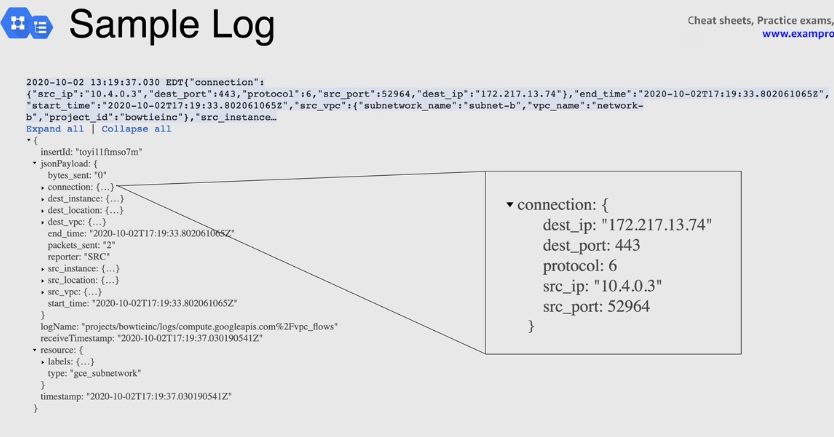 Sample Log
Cheat sheets, Practice exams,
www.exampro
2020-10-02 13:19:37.030 EDT{"connection":
{"src_ip":"10.4.0.3","dest_port":443,"protocol":6,"src_port":52964,"dest_ip":"172.217.13.74"},"end_time":"2020-10-02T17:19:33.802061065Z",
"start_time":"2020-10-02T17:19:33.802061065Z","src_vpc":{"subnetwork_name":"subnet-b","vpc_name":"network-
b","project_id":"bowtieinc"},"src_instance…
Expand all | Collapse all
{
insertId: "toyi11ftmso7m"
jsonPayload: {
bytes_sent: "0"
connection: {…}
dest_instance: {…}
dest_location: {…}
dest_vpc: {…}
end_time: "2020-10-02T17:19:33.802061065Z"
packets_sent: "2"
reporter: "SRC"
src_instance: {…}
src_location: {…}
src_vpc: {…}
start_time: "2020-10-02T17:19:33.802061065Z"
}
logName: "projects/bowtieinc/logs/compute.googleapis.com%2Fvpc_flows"
receiveTimestamp: "2020-10-02T17:19:37.030190541Z"
resource: {
labels: {…}
type: "gce_subnetwork"
}
timestamp: "2020-10-02T17:19:37.030190541Z"
}
connection: {
dest_ip: "172.217.13.74"
dest_port: 443
protocol: 6
src_ip: "10.4.0.3"
src_port: 52964
}